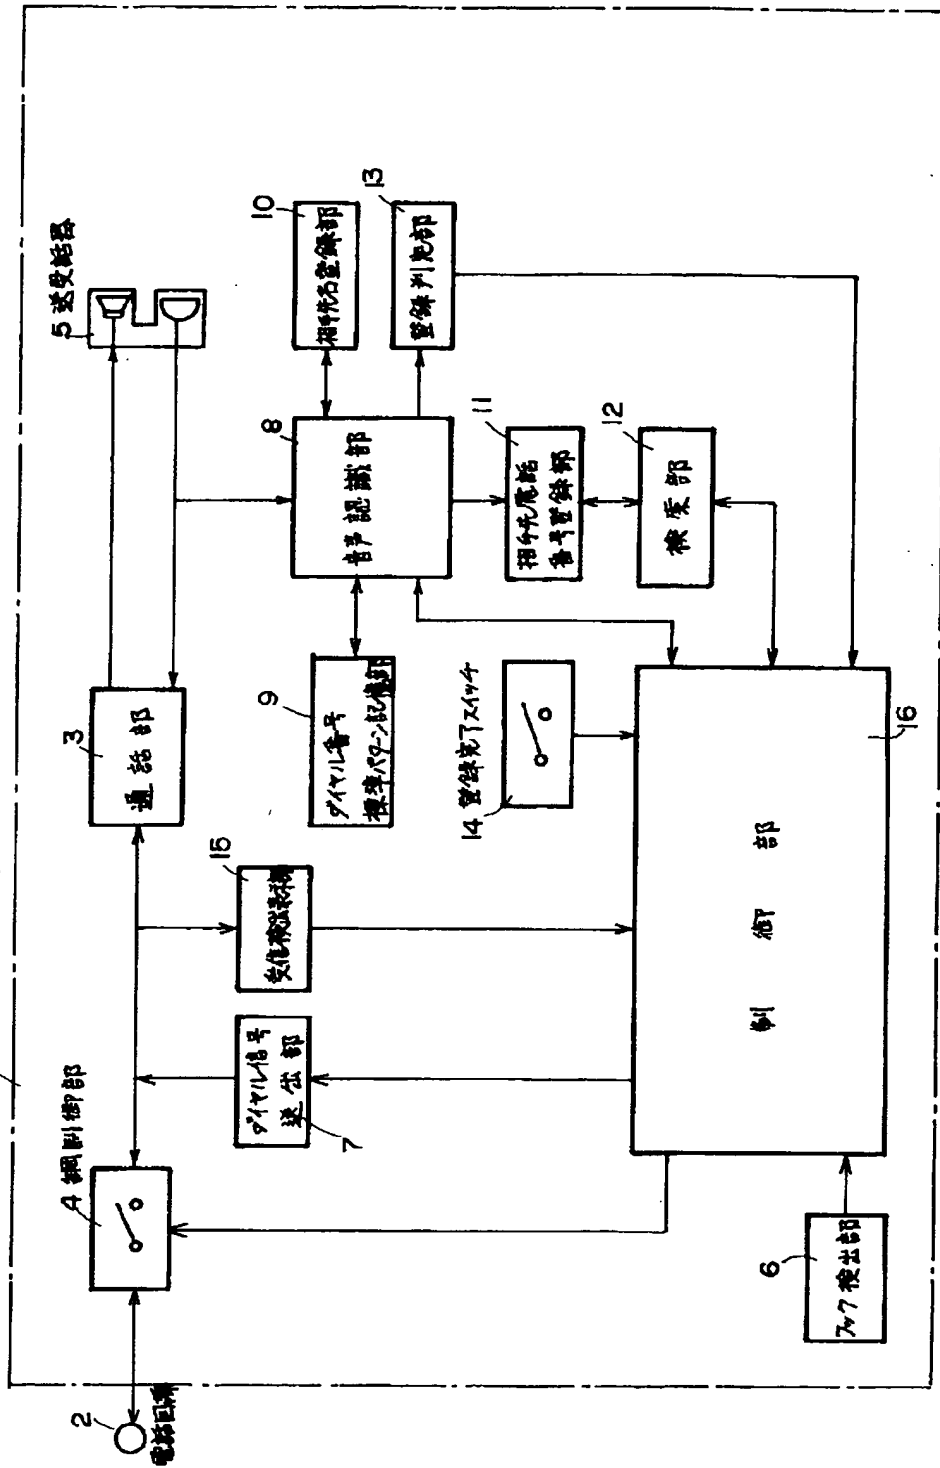 2
電話回線
4 網制御部
3
通話部
5 送受話器
ダイヤル信号
送出部
7
15
受信検出部
9
ダイヤル番号
標準パターン記憶部
8
音声認識部
10
相手先名登録部
13
登録判定部
11
相手先電話
番号登録部
12
検索部
14 登録完了スイッチ
16
制御部
6
フック検出部